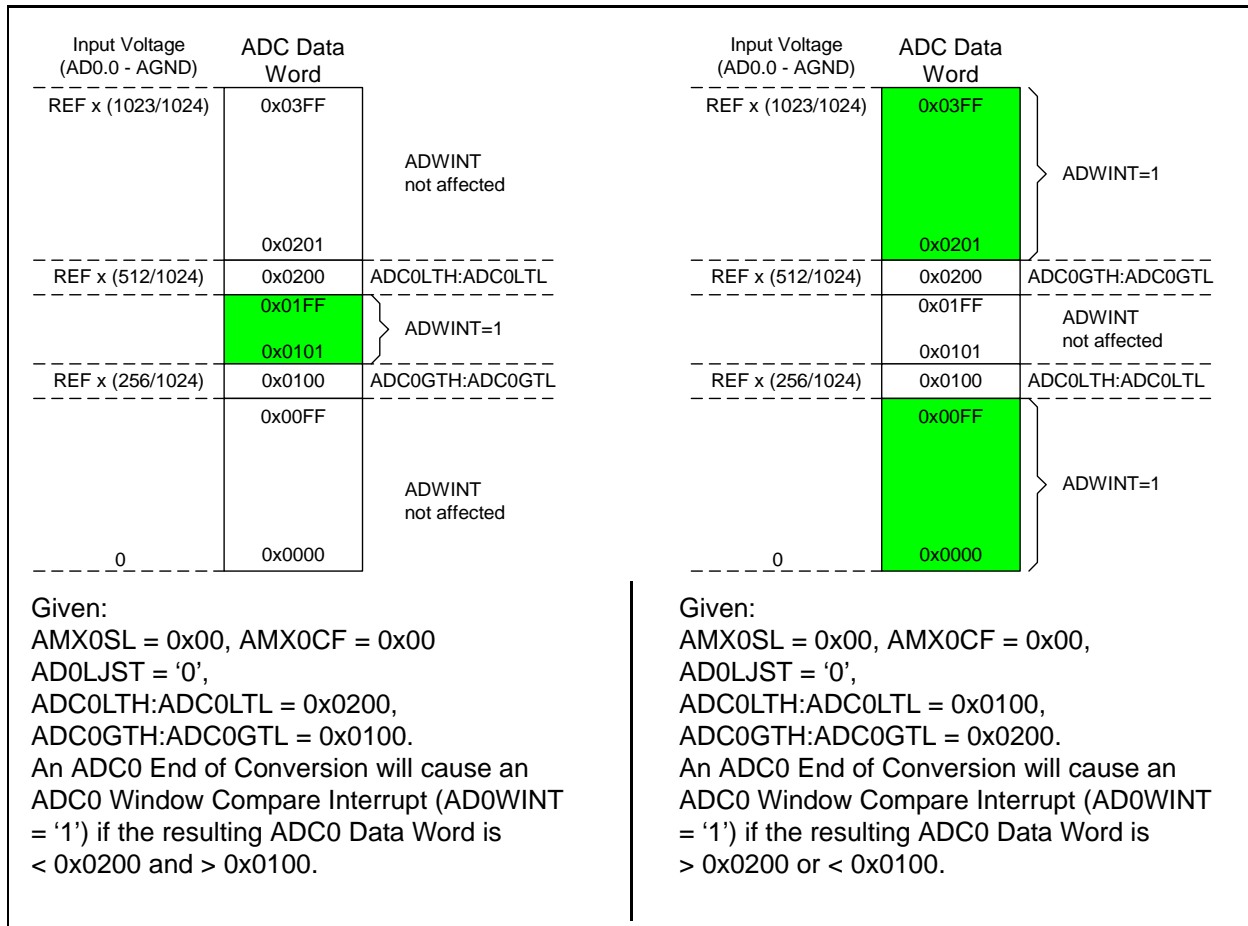 Input Voltage
(AD0.0 - AGND)
ADC Data
Word
REF x (1023/1024)
0x03FF
ADWINT
not affected
0x0201
REF x (512/1024)
0x0200
ADC0LTH:ADC0LTL
0x01FF
ADWINT=1
0x0101
REF x (256/1024)
0x0100
ADC0GTH:ADC0GTL
0x00FF
ADWINT
not affected
0
0x0000
Given:
AMX0SL = 0x00, AMX0CF = 0x00
AD0LJST = ‘0’,
ADC0LTH:ADC0LTL = 0x0200,
ADC0GTH:ADC0GTL = 0x0100.
An ADC0 End of Conversion will cause an
ADC0 Window Compare Interrupt (AD0WINT
= ‘1’) if the resulting ADC0 Data Word is
< 0x0200 and > 0x0100.
Input Voltage
(AD0.0 - AGND)
ADC Data
Word
REF x (1023/1024)
0x03FF
ADWINT=1
0x0201
REF x (512/1024)
0x0200
ADC0GTH:ADC0GTL
0x01FF
ADWINT
not affected
0x0101
REF x (256/1024)
0x0100
ADC0LTH:ADC0LTL
0x00FF
ADWINT=1
0
0x0000
Given:
AMX0SL = 0x00, AMX0CF = 0x00,
AD0LJST = ‘0’,
ADC0LTH:ADC0LTL = 0x0100,
ADC0GTH:ADC0GTL = 0x0200.
An ADC0 End of Conversion will cause an
ADC0 Window Compare Interrupt (AD0WINT
= ‘1’) if the resulting ADC0 Data Word is
> 0x0200 or < 0x0100.